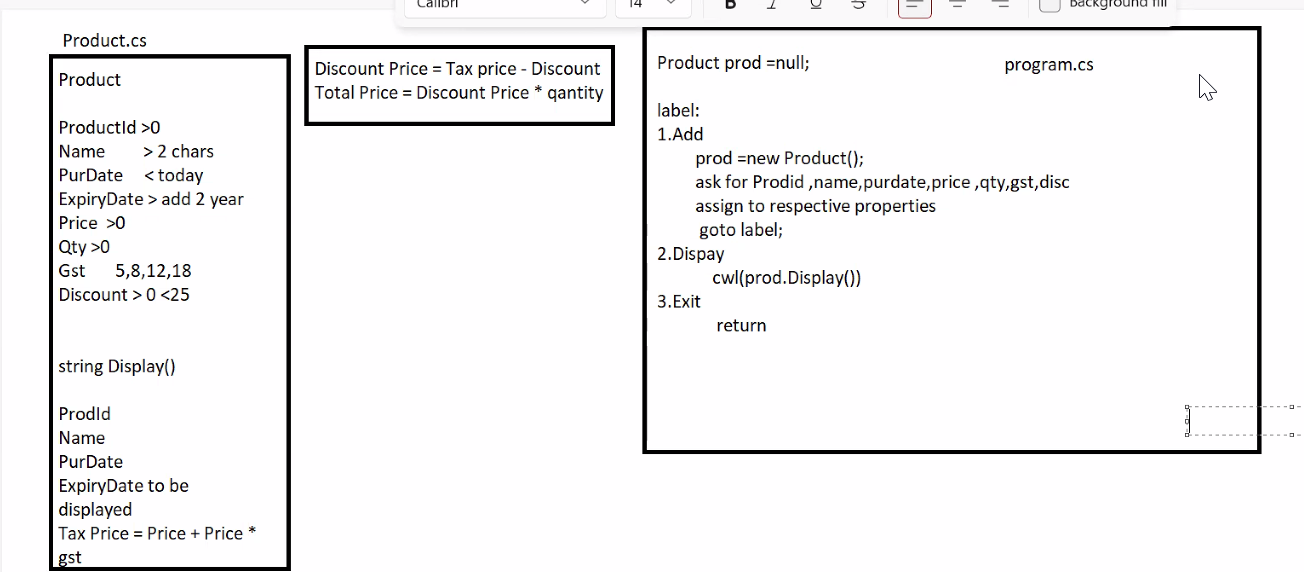 Calibri
14
B
I
U
S
Background fill
Product.cs
Product
ProductId >0
Name > 2 chars
PurDate < today
ExpiryDate > add 2 year
Price >0
Qty >0
Gst 5,8,12,18
Discount > 0 <25
string Display()
ProdId
Name
PurDate
ExpiryDate to be
displayed
Tax Price = Price + Price *
gst
Discount Price = Tax price - Discount
Total Price = Discount Price * qantity
Product prod =null;
program.cs
label:
1.Add
prod =new Product();
ask for Prodid ,name,purdate,price ,qty,gst,disc
assign to respective properties
goto label;
2.Dispay
cwl(prod.Display())
3.Exit
return